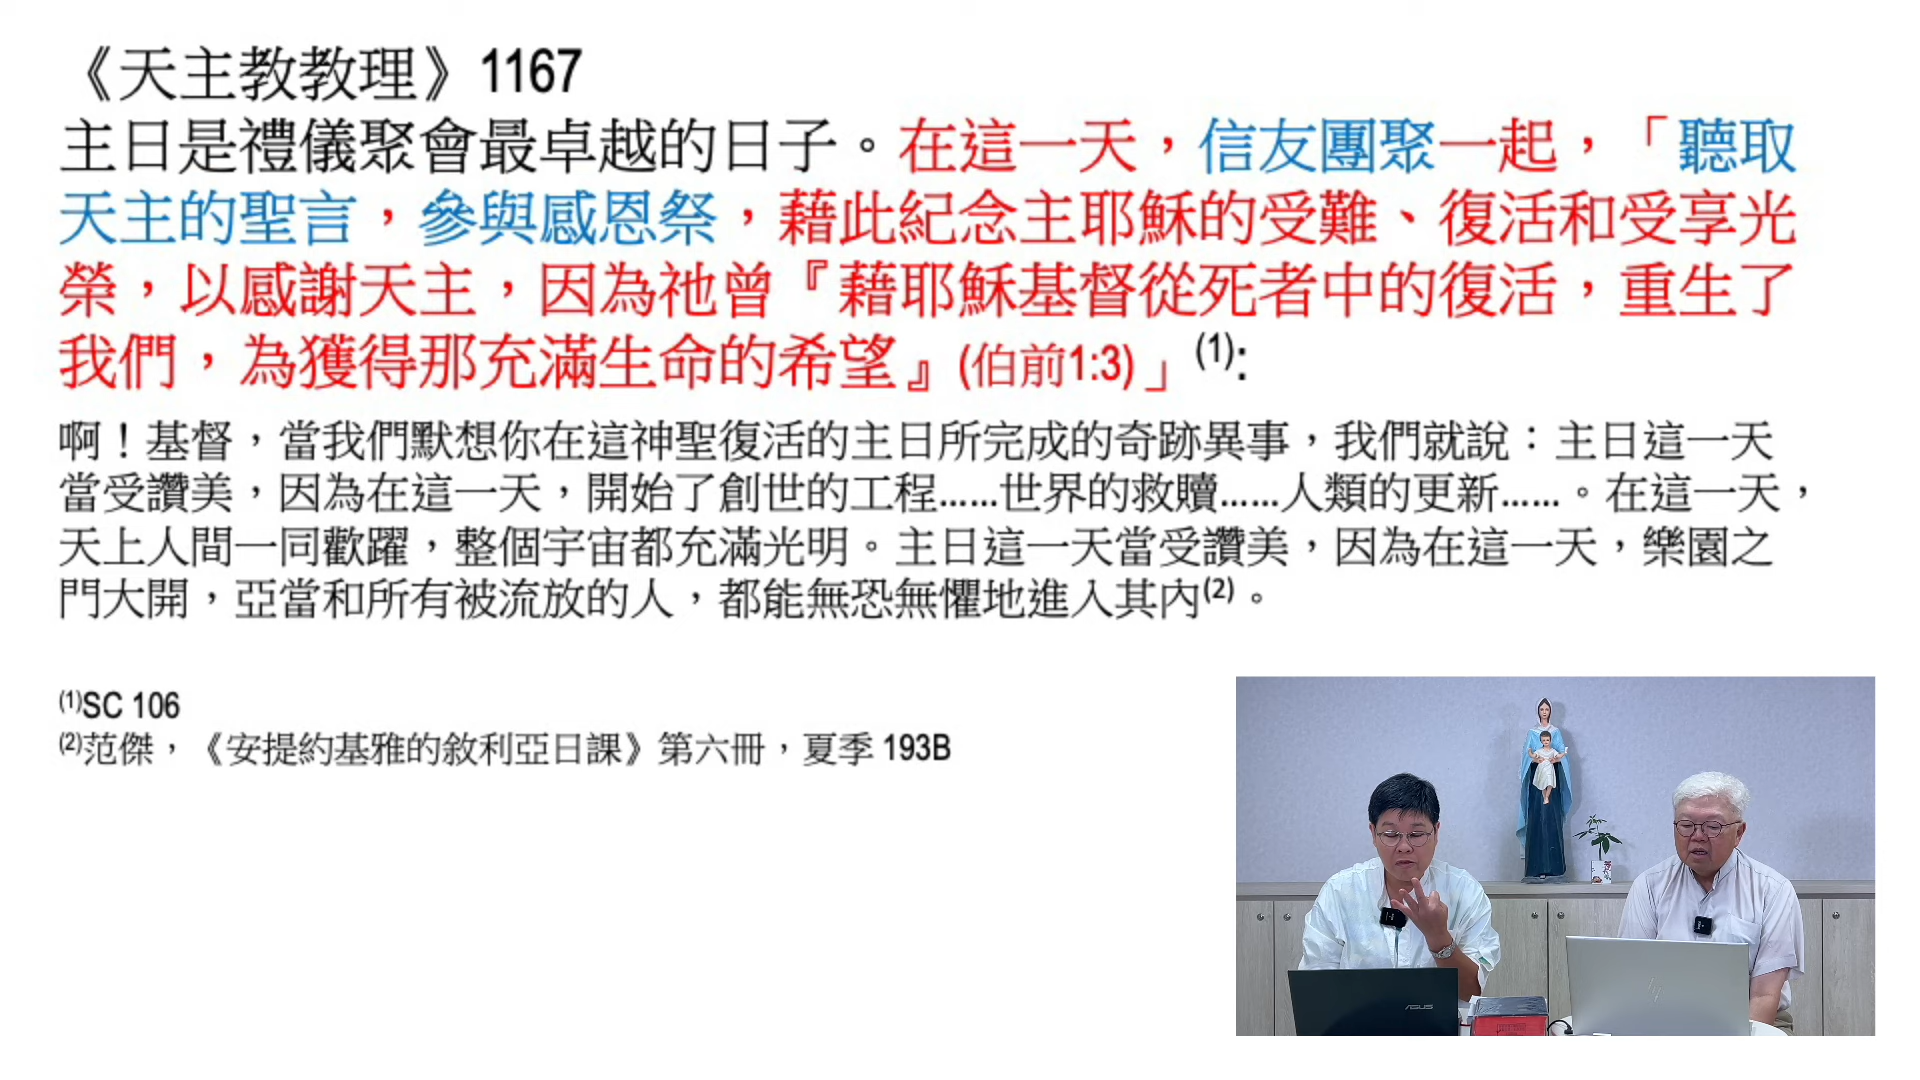 《天主教教理》1167
主日是禮儀聚會最卓越的日子。在這一天，信友團聚一起，「聽取
天主的聖言，參與感恩祭，藉此紀念主耶穌的受難、復活和受享光
榮，以感謝天主，因為祂曾『藉耶穌基督從死者中的復活，重生了
我們，為獲得那充滿生命的希望』(伯前1:3)」(1):
啊！基督，當我們默想你在這神聖復活的主日所完成的奇跡異事，我們就說：主日這一天
當受讚美，因為在這一天，開始了創世的工程……世界的救贖……人類的更新……。在這一天，
天上人間一同歡躍，整個宇宙都充滿光明。主日這一天當受讚美，因為在這一天，樂園之
門大開，亞當和所有被流放的人，都能無恐無懼地進入其內(2)。
(1)SC 106
(2)范傑，《安提約基雅的敘利亞日課》第六冊，夏季 193B
ASUS
hp